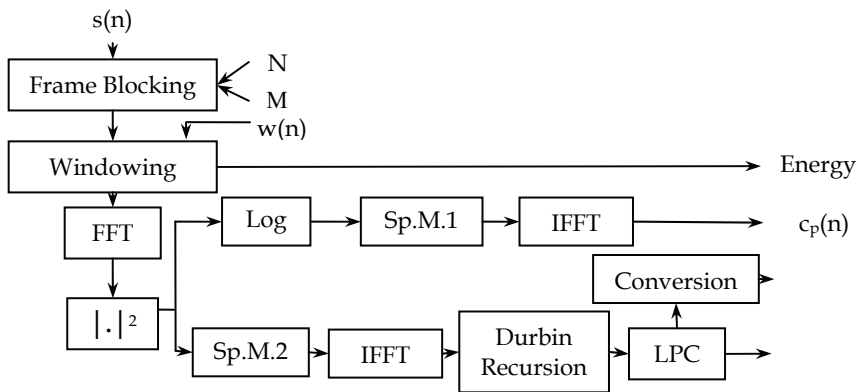 s(n)
Frame Blocking
N
M
w(n)
Windowing
Energy
FFT
Log
Sp.M.1
IFFT
cₚ(n)
Conversion
|.|²
Sp.M.2
IFFT
Durbin
Recursion
LPC